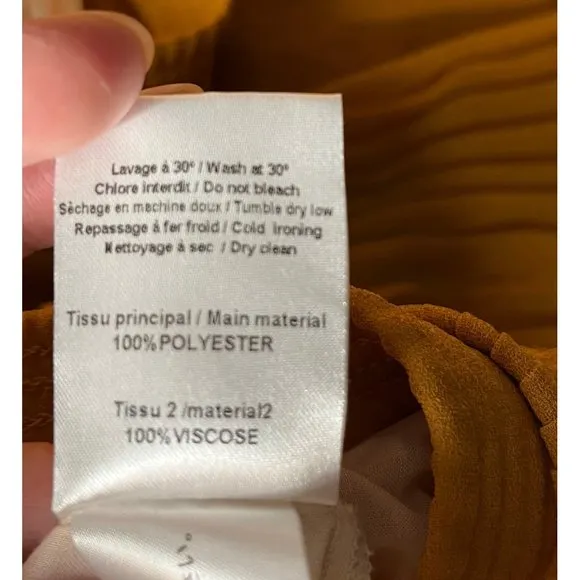 Lavage à 30° / Wash at 30°
Chlore interdit / Do not bleach
Sèchage en machine doux / Tumble dry low
Repassage à fer froid / Cold ironing
Nettoyage à sec / Dry clean
Tissu principal / Main material
100%POLYESTER
Tissu 2 /material2
100%VISCOSE